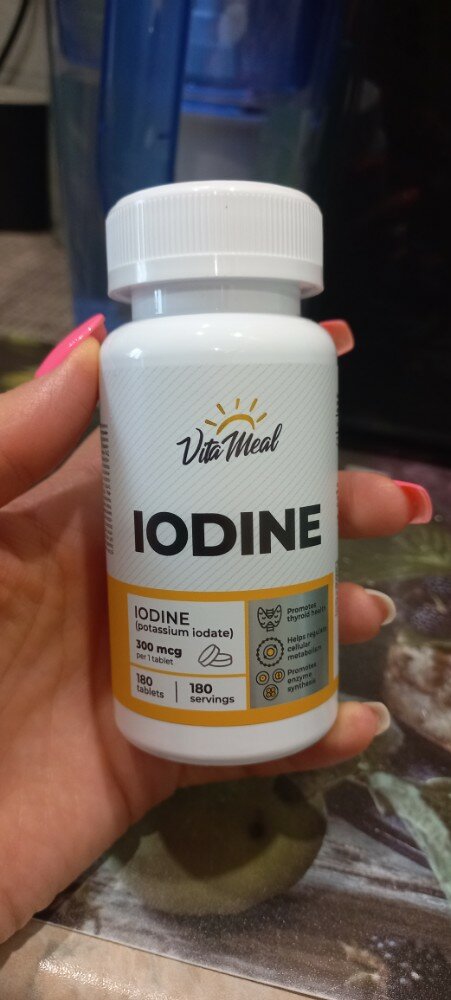 Vita Meal
IODINE
IODINE
(potassium iodate)
300 mcg
per 1 tablet
180
tablets
180
servings
Promotes
thyroid health
Helps regulate
cellular
metabolism
Promotes
enzyme
synthesis